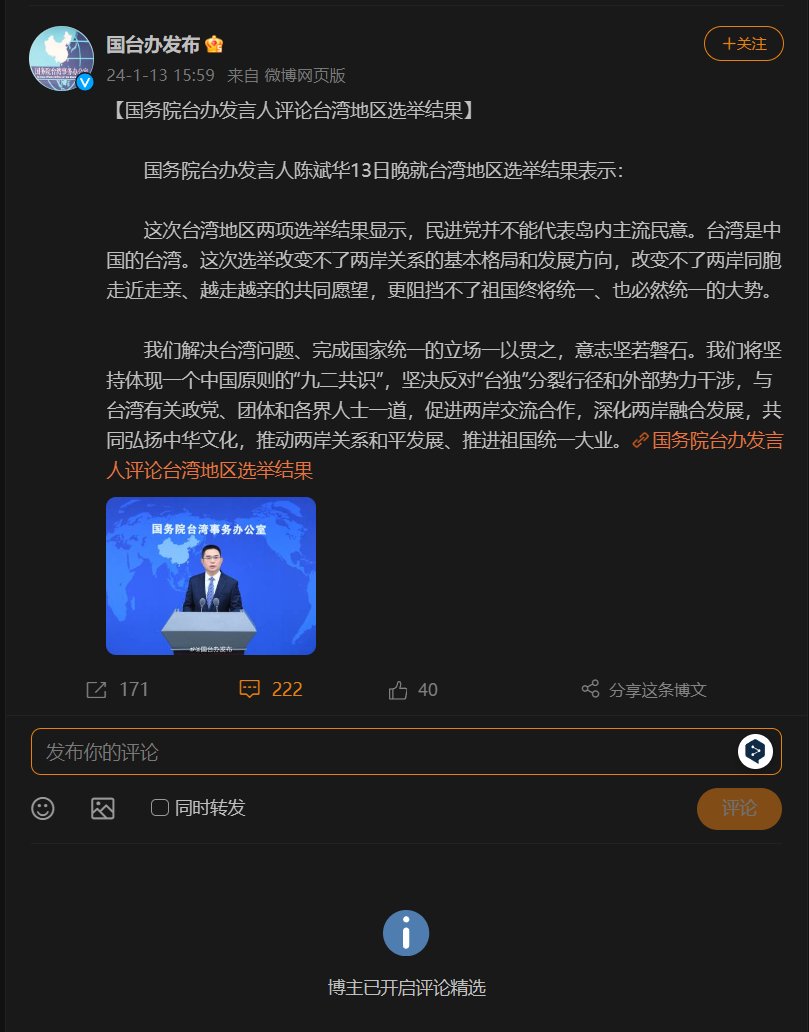 国台办发布
+关注
24-1-13 15:59 来自 微博网页版
【国务院台办发言人评论台湾地区选举结果】
国务院台办发言人陈斌华13日晚就台湾地区选举结果表示：
这次台湾地区两项选举结果显示，民进党并不能代表岛内主流民意。台湾是中
国的台湾。这次选举改变不了两岸关系的基本格局和发展方向，改变不了两岸同胞
走近走亲、越走越亲的共同愿望，更阻挡不了祖国终将统一、也必然统一的大势。
我们解决台湾问题、完成国家统一的立场一以贯之，意志坚若磐石。我们将坚
持体现一个中国原则的“九二共识”，坚决反对“台独”分裂行径和外部势力干涉，与
台湾有关政党、团体和各界人士一道，促进两岸交流合作，深化两岸融合发展，共
同弘扬中华文化，推动两岸关系和平发展、推进祖国统一大业。国务院台办发言
人评论台湾地区选举结果
国务院台湾事务办公室
@国台办发布
171 222 40 分享这条博文
发布你的评论
同时转发 评论
博主已开启评论精选